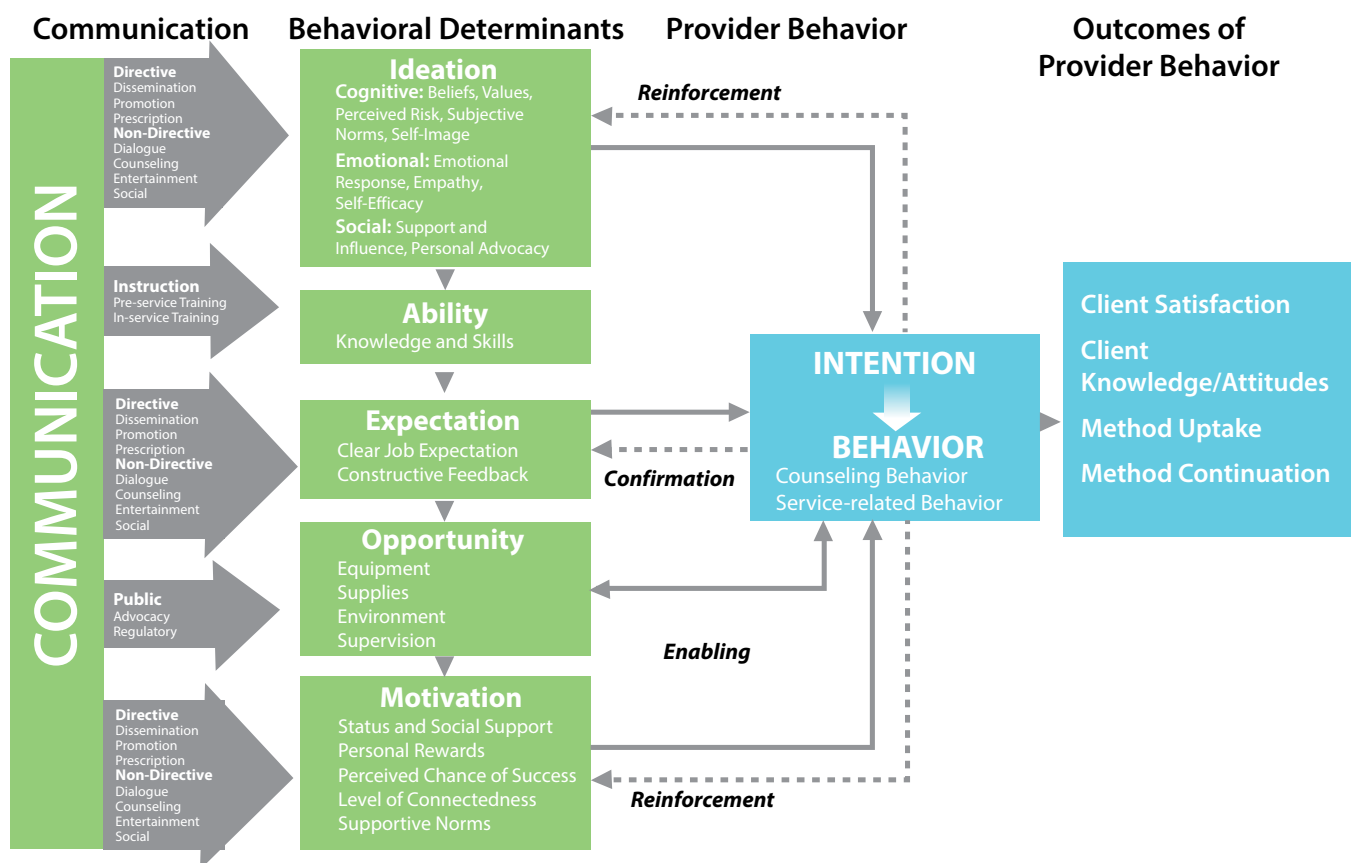 Communication
Behavioral Determinants
Provider Behavior
Outcomes of
Provider Behavior
COMMUNICATION
Directive
Dissemination
Promotion
Prescription
Non-Directive
Dialogue
Counseling
Entertainment
Social
Instruction
Pre-service Training
In-service Training
Directive
Dissemination
Promotion
Prescription
Non-Directive
Dialogue
Counseling
Entertainment
Social
Public
Advocacy
Regulatory
Directive
Dissemination
Promotion
Prescription
Non-Directive
Dialogue
Counseling
Entertainment
Social
Ideation
Cognitive: Beliefs, Values,
Perceived Risk, Subjective
Norms, Self-Image
Emotional: Emotional
Response, Empathy,
Self-Efficacy
Social: Support and
Influence, Personal Advocacy
Ability
Knowledge and Skills
Expectation
Clear Job Expectation
Constructive Feedback
Opportunity
Equipment
Supplies
Environment
Supervision
Motivation
Status and Social Support
Personal Rewards
Perceived Chance of Success
Level of Connectedness
Supportive Norms
Reinforcement
Confirmation
Enabling
Reinforcement
INTENTION
BEHAVIOR
Counseling Behavior
Service-related Behavior
Client Satisfaction
Client
Knowledge/Attitudes
Method Uptake
Method Continuation